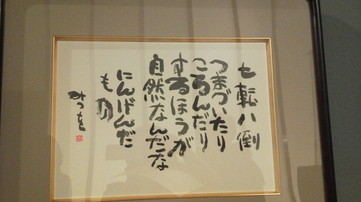 七転八倒
つまづいたり
ころんだり
するほうが
自然なんだな
にんげんだ
もの
みつを